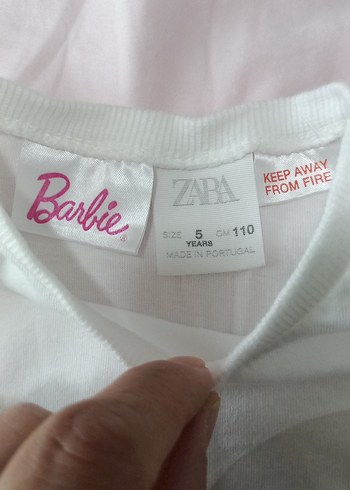 Barbie
ZARA
SIZE 5 CM 110
YEARS
MADE IN PORTUGAL
KEEP AWAY
FROM FIRE